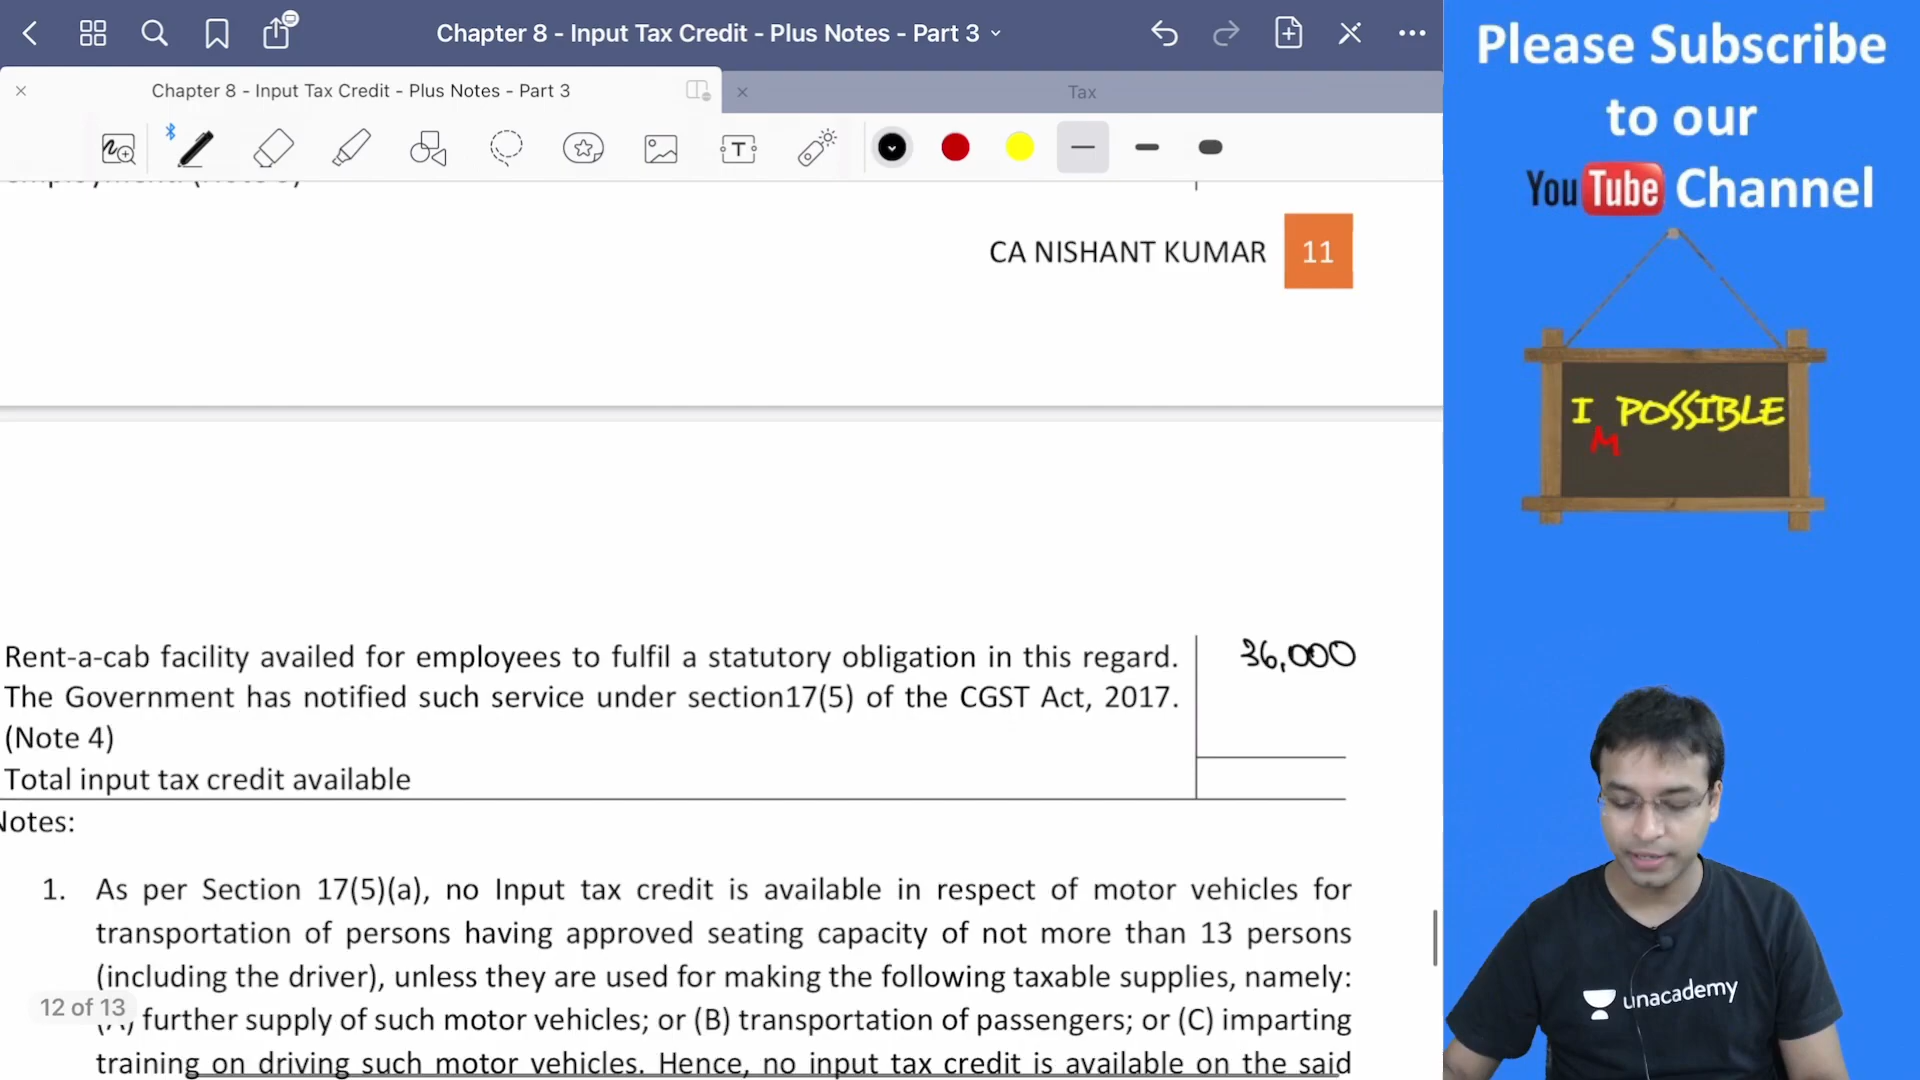 Chapter 8 - Input Tax Credit - Plus Notes - Part 3
Chapter 8 - Input Tax Credit - Plus Notes - Part 3
Tax
CA NISHANT KUMAR 11
Rent-a-cab facility availed for employees to fulfil a statutory obligation in this regard. 36,000
The Government has notified such service under section17(5) of the CGST Act, 2017.
(Note 4)
Total input tax credit available
Notes:
1. As per Section 17(5)(a), no Input tax credit is available in respect of motor vehicles for
transportation of persons having approved seating capacity of not more than 13 persons
(including the driver), unless they are used for making the following taxable supplies, namely:
(A) further supply of such motor vehicles; or (B) transportation of passengers; or (C) imparting
training on driving such motor vehicles. Hence, no input tax credit is available on the said
12 of 13
Please Subscribe
to our
YouTube Channel
I POSSIBLE
M
unacademy